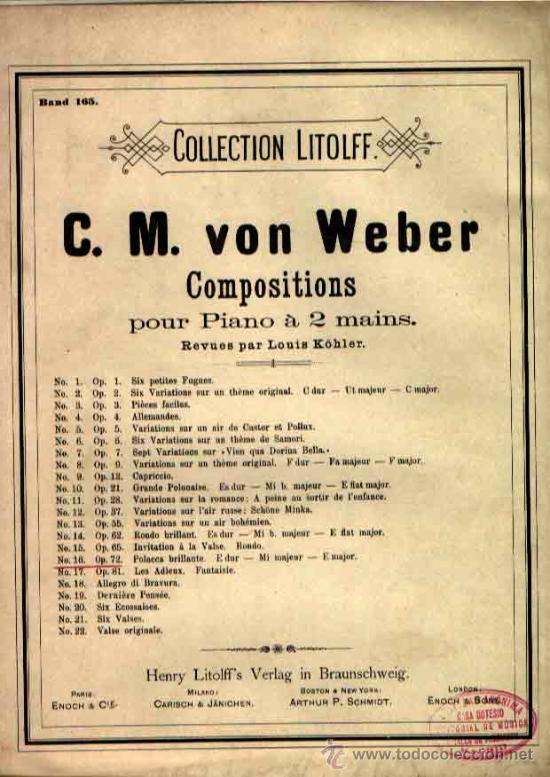 Band 165.
COLLECTION LITOLFF.
C. M. von Weber
Compositions
pour Piano à 2 mains.
Revues par Louis Köhler.
No. 1. Op. 1. Six petites Fugues.
No. 2. Op. 2. Six Variations sur un thême original. C dur — Ut majeur — C major.
No. 3. Op. 3. Pièces faciles.
No. 4. Op. 4. Allemandes.
No. 5. Op. 5. Variations sur un air de Castor et Pollux.
No. 6. Op. 6. Six Variations sur un thême de Samori.
No. 7. Op. 7. Sept Variations sur «Vien qua Dorina Bella.»
No. 8. Op. 9. Variations sur un thême original. F dur — Fa majeur — F major.
No. 9. Op. 12. Capriccio.
No. 10. Op. 21. Grande Polonaise. Es dur — Mi b. majeur — E flat major.
No. 11. Op. 28. Variations sur la romance: A peine au sortir de l'enfance.
No. 12. Op. 37. Variations sur l'air russe: Schöne Minka.
No. 13. Op. 55. Variations sur un air bohémien.
No. 14. Op. 62. Rondo brillant. Es dur — Mi b. majeur — E flat major.
No. 15. Op. 65. Invitation à la Valse. Rondo.
No. 16. Op. 72. Polacca brillante. E dur — Mi majeur — E major.
No. 17. Op. 81. Les Adieux. Fantaisie.
No. 18. Allegro di Bravura.
No. 19. Dernière Pensée.
No. 20. Six Ecossaises.
No. 21. Six Valses.
No. 22. Valse originale.
Henry Litolff's Verlag in Braunschweig.
PARIS: MILANO: BOSTON & NEW YORK: LONDON:
ENOCH & CIE. CARISCH & JÄNICHEN. ARTHUR P. SCHMIDT. ENOCH & SONS.
CASA DOTESIO
www.todocoleccion.net